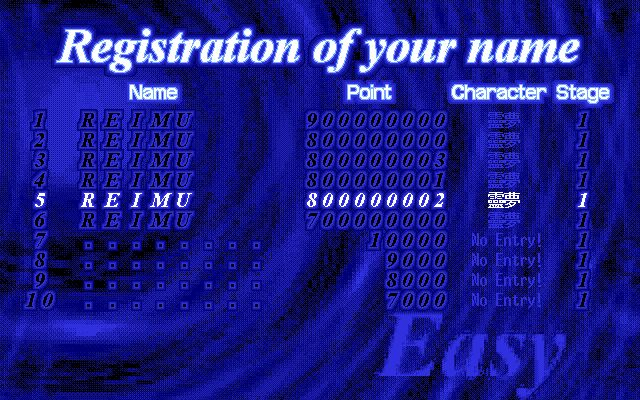 Registration of your name
Name Point Character Stage
1 REIMU 900000000 靈夢 1
2 REIMU 800000000 靈夢 1
3 REIMU 800000003 靈夢 1
4 REIMU 800000001 靈夢 1
5 REIMU 800000002 靈夢 1
6 REIMU 700000000 靈夢 1
7 10000 No Entry! 1
8 9000 No Entry! 1
9 8000 No Entry! 1
10 7000 No Entry! 1
Easy